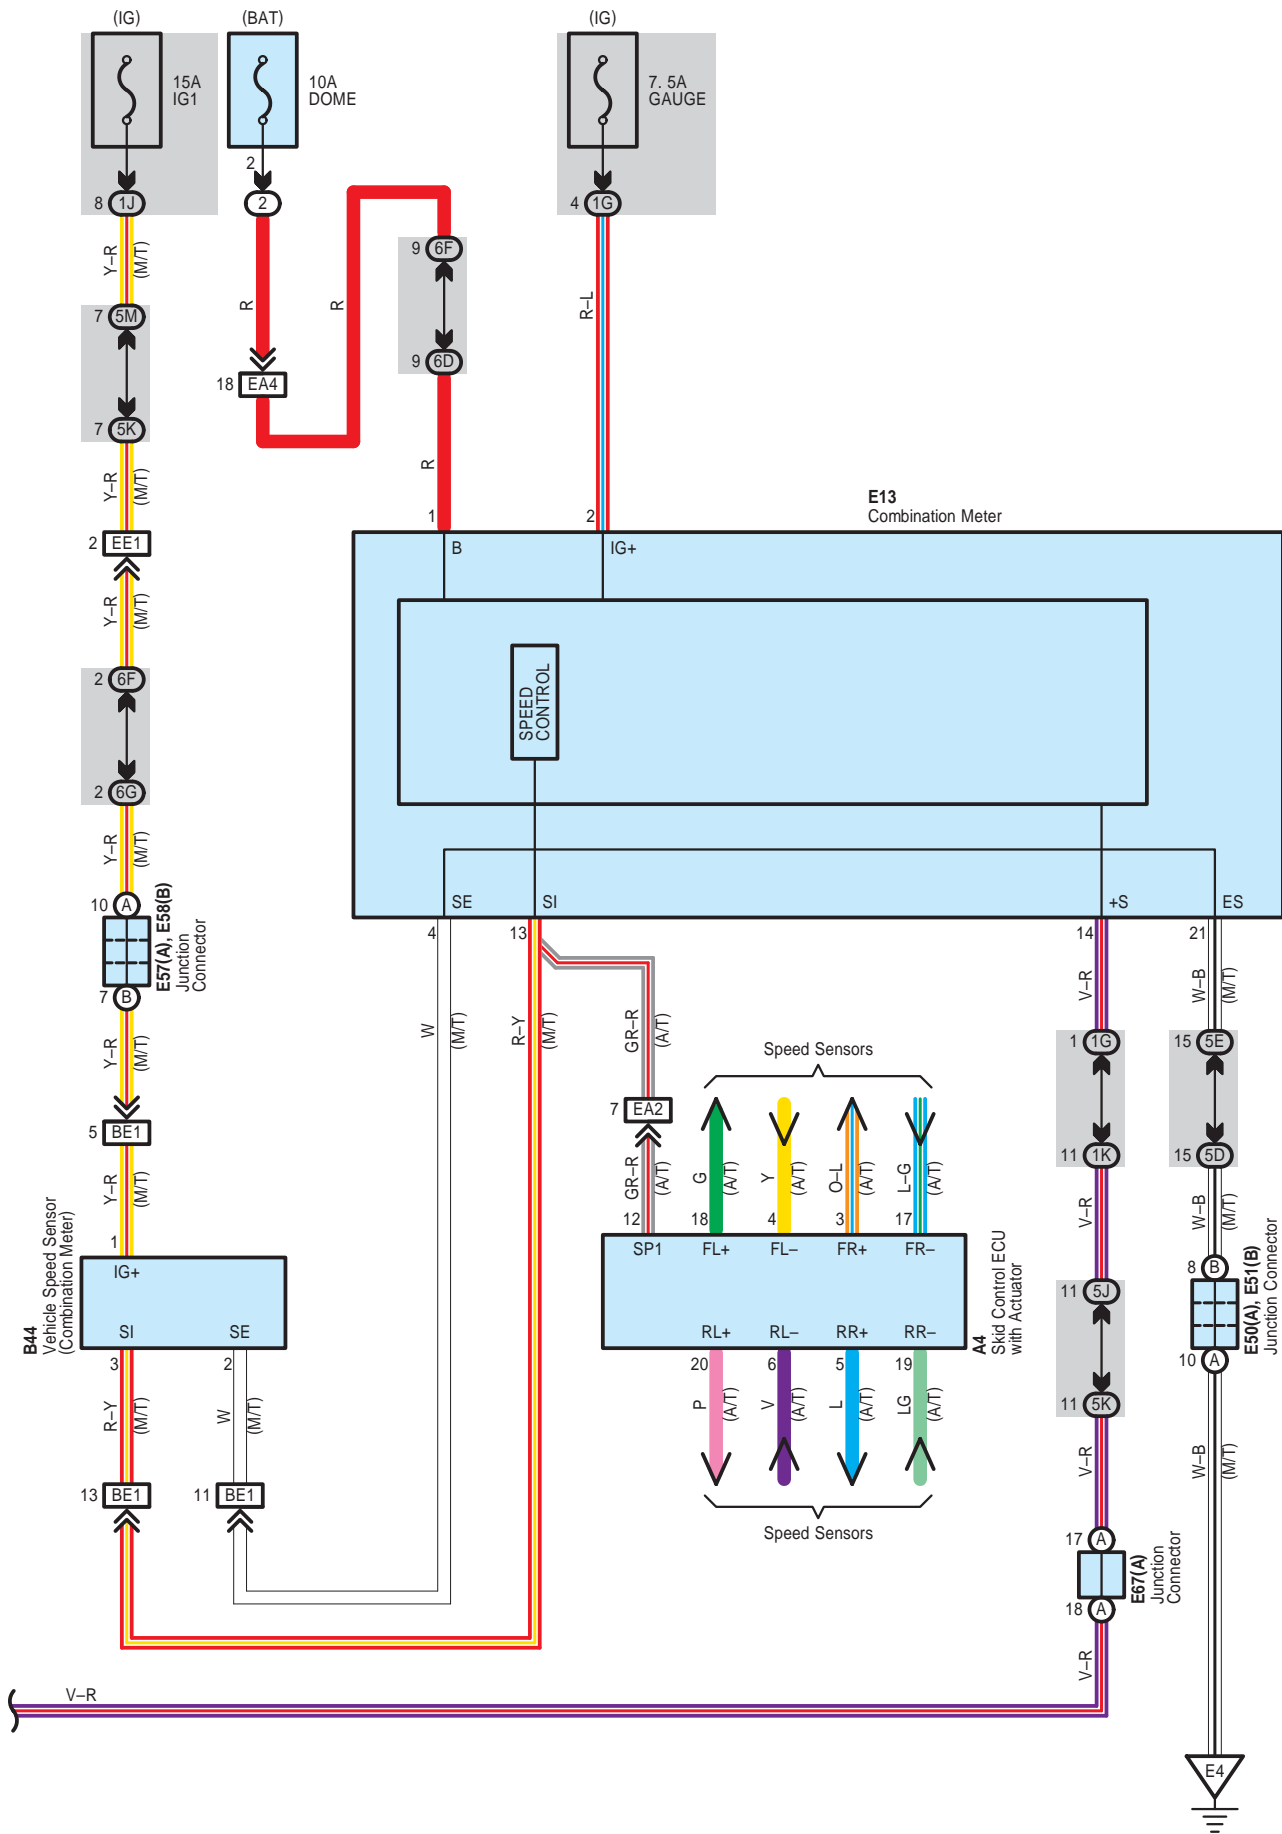 (IG)
(BAT)
(IG)
15A
IG1
10A
DOME
7. 5A
GAUGE
2
8 1J
2
4 1G
Y–R
(M/T)
9 6F
R
R
R–L
7 5M
9 6D
18 EA4
7 5K
Y–R
(M/T)
R
E13
Combination Meter
1
2
2 EE1
B
IG+
Y–R
(M/T)
SPEED
CONTROL
2 6F
2 6G
Y–R
(M/T)
SE
SI
+S
ES
10 A
E57(A), E58(B)
Junction
Connector
7 B
4
13
14
21
Y–R
(M/T)
W
(M/T)
R–Y
(M/T)
GR–R
(A/T)
V–R
W–B
(M/T)
Speed Sensors
1 1G
15 5E
5 BE1
7 EA2
11 1K
15 5D
Y–R
(M/T)
GR–R
(A/T)
G
(A/T)
Y
(A/T)
O–L
(A/T)
L–G
(A/T)
V–R
W–B
(M/T)
1
12
18
4
3
17
B44
Vehicle Speed Sensor
(Combination Meter)
IG+
SI
SE
SP1
FL+
FL–
FR+
FR–
RL+
RL–
RR+
RR–
A4
Skid Control ECU
with Actuator
8 B
E50(A), E51(B)
Junction Connector
10 A
11 5J
11 5K
3
2
20
6
5
19
R–Y
(M/T)
W
(M/T)
P
(A/T)
V
(A/T)
L
(A/T)
LG
(A/T)
V–R
W–B
(M/T)
13 BE1
11 BE1
Speed Sensors
17 A
E67(A)
Junction
Connector
18 A
V–R
V–R
E4